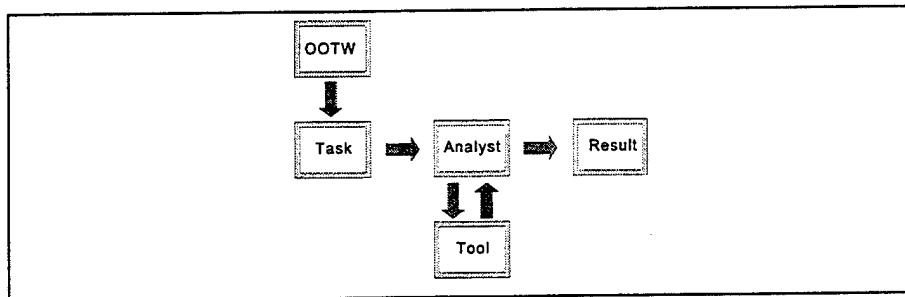 OOTW
Task
Analyst
Result
Tool